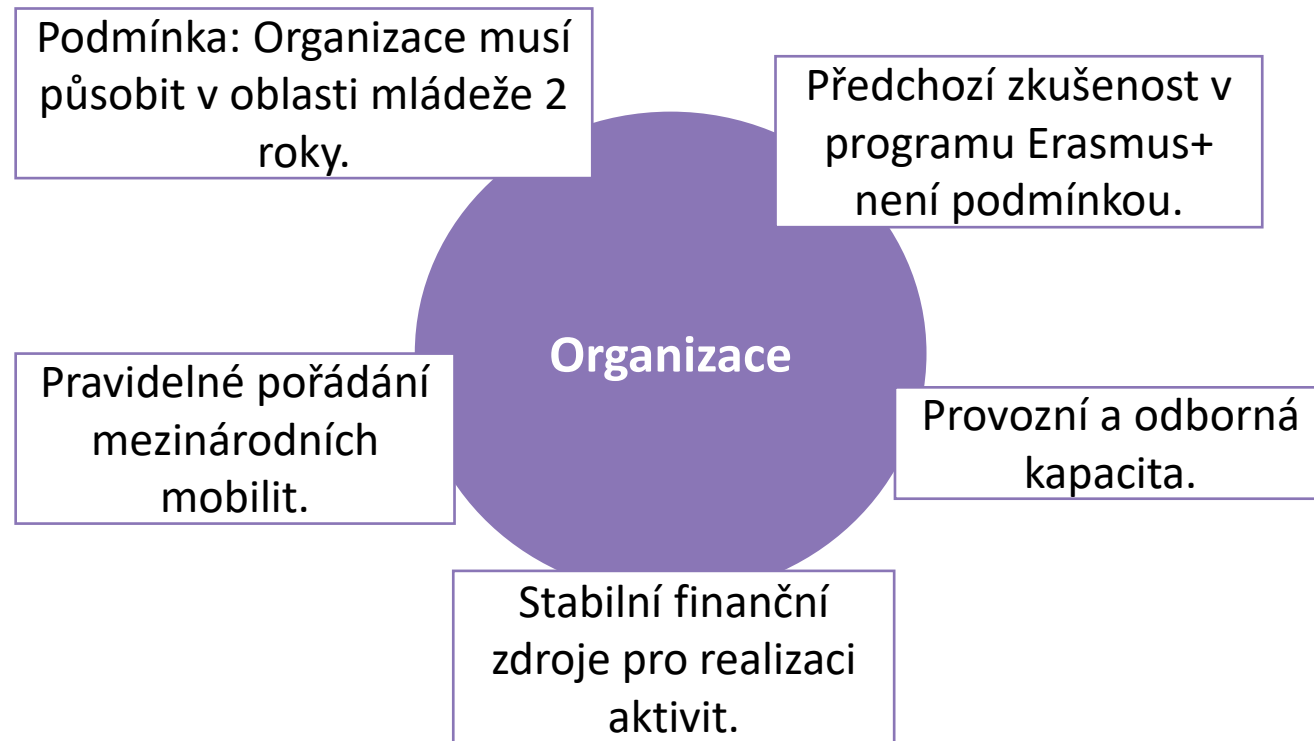 Podmínka: Organizace musí
působit v oblasti mládeže 2
roky.
Předchozí zkušenost v
programu Erasmus+
není podmínkou.
Organizace
Pravidelné pořádání
mezinárodních
mobilit.
Provozní a odborná
kapacita.
Stabilní finanční
zdroje pro realizaci
aktivit.